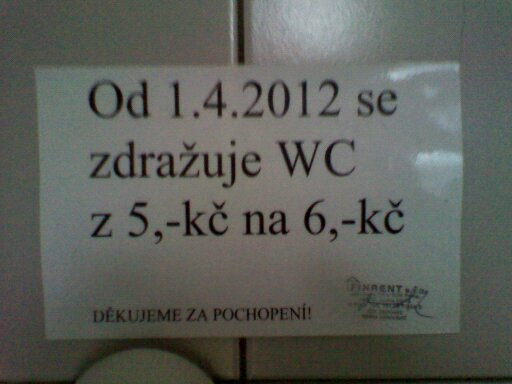 Od 1.4.2012 se
zdražuje WC
z 5,-kč na 6,-kč
DĚKUJEME ZA POCHOPENÍ!